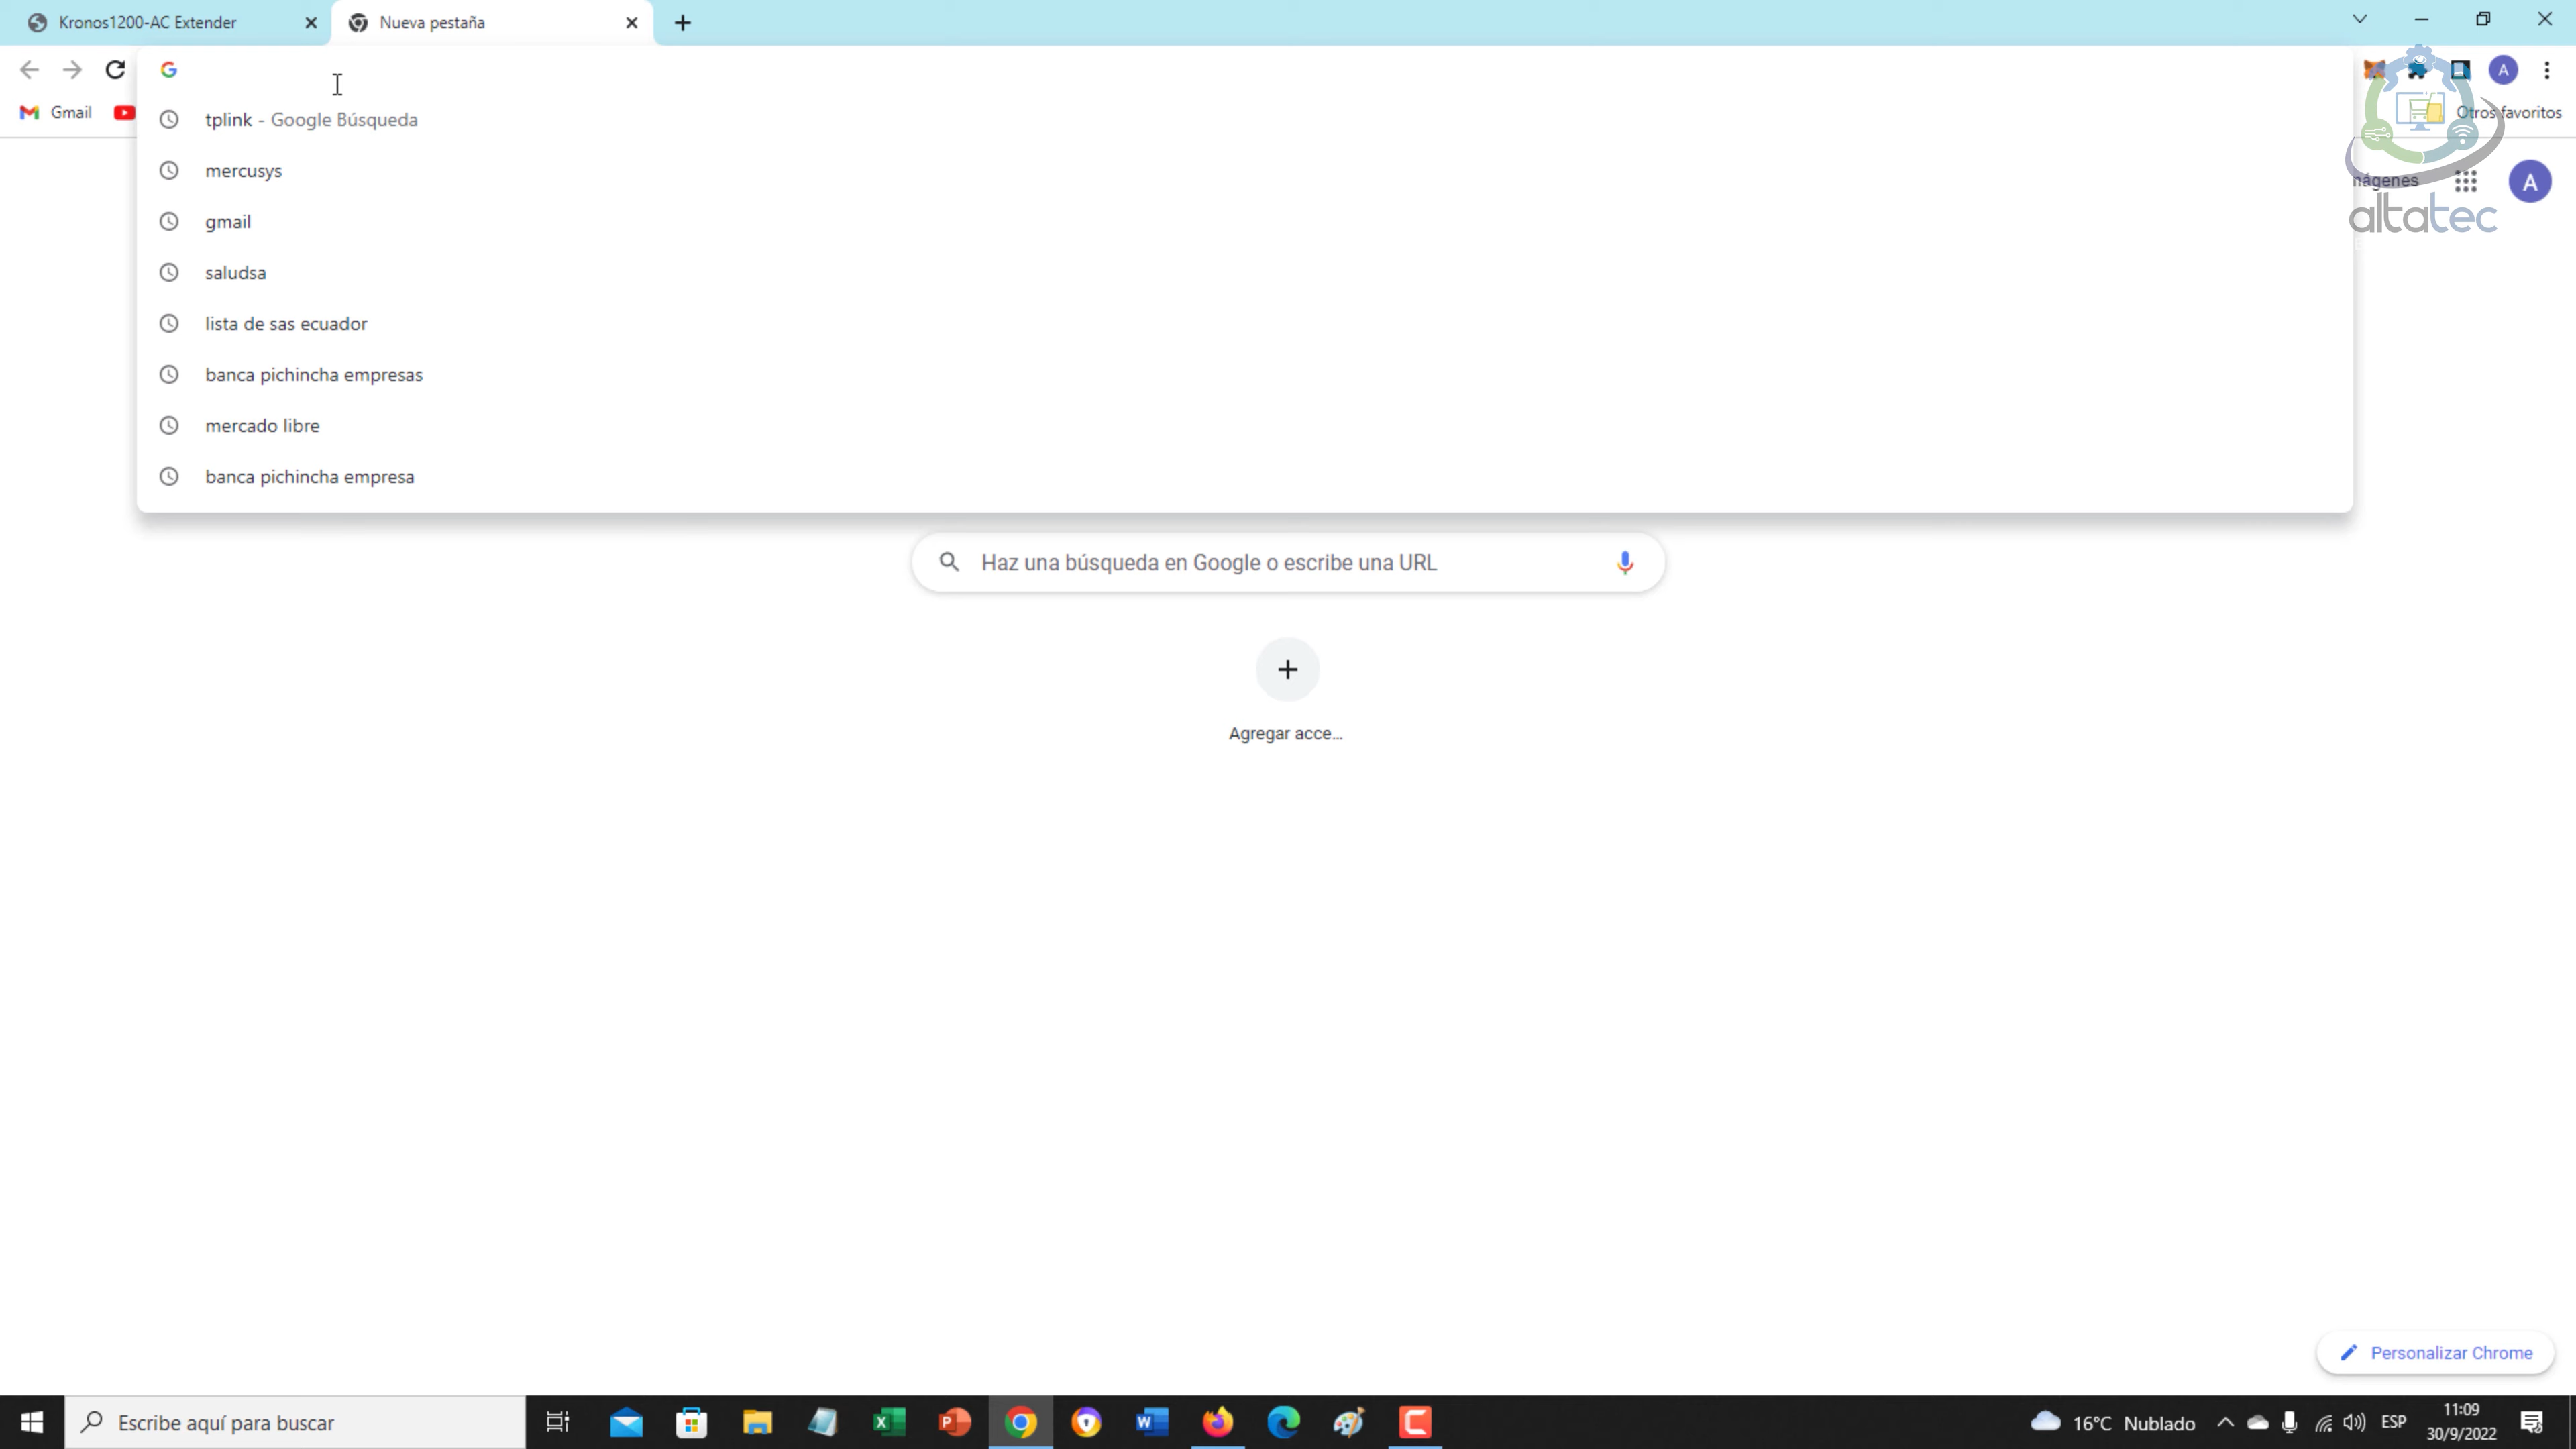 Kronos1200-AC Extender
Nueva pestaña
Gmail
Otros favoritos
tplink - Google Búsqueda
mercusys
gmail
saludsa
lista de sas ecuador
banca pichincha empresas
mercado libre
banca pichincha empresa
A
mágenes
A
altatec
Haz una búsqueda en Google o escribe una URL
Agregar acce...
Personalizar Chrome
Escribe aquí para buscar
16°C Nublado
ESP
11:09
30/9/2022